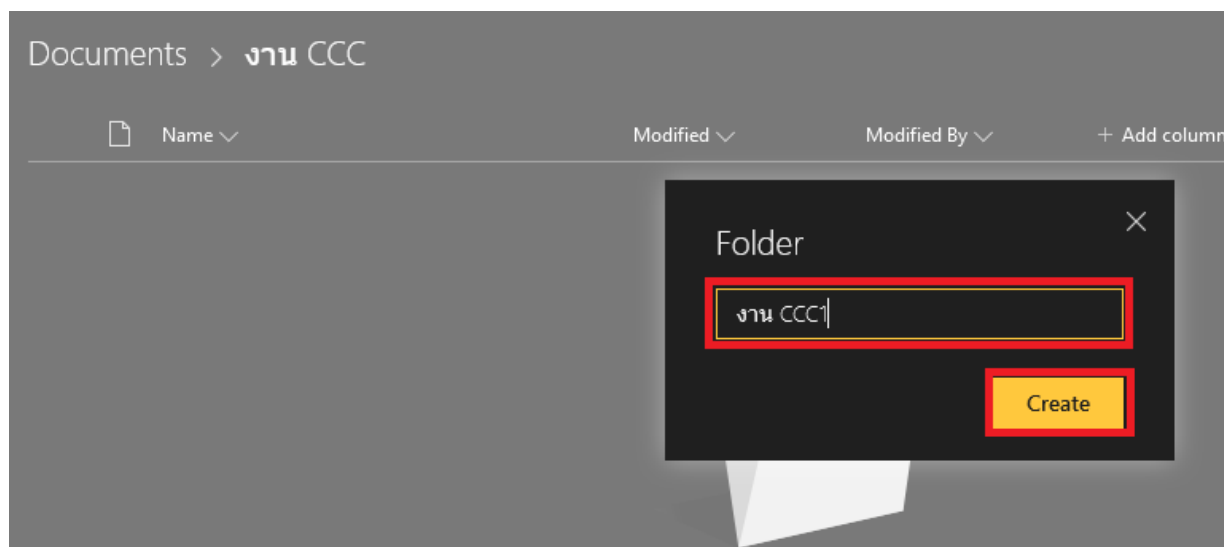 Documents > งาน CCC
Name Modified Modified By + Add column
Folder
งาน CCC1
Create